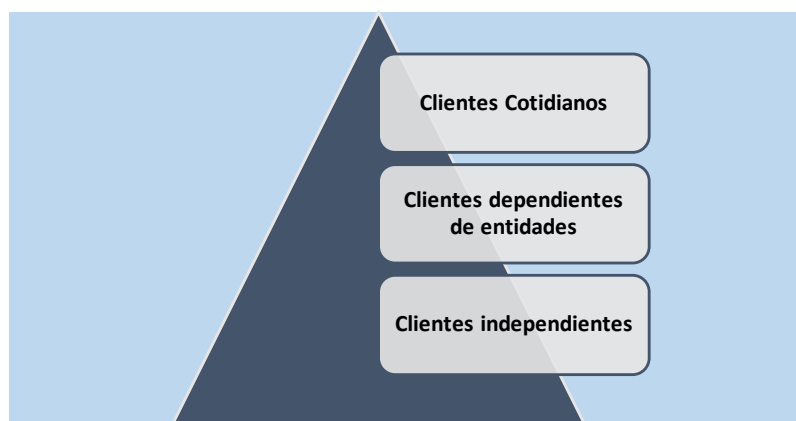 Clientes Cotidianos
Clientes dependientes
de entidades
Clientes independientes